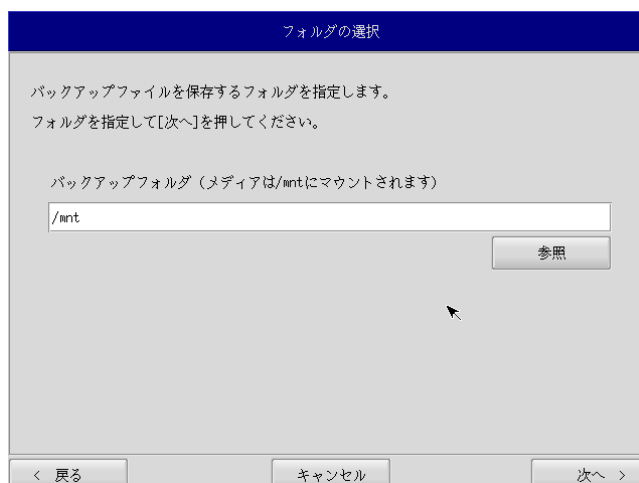 フォルダの選択
バックアップファイルを保存するフォルダを指定します。
フォルダを指定して[次へ]を押してください。
バックアップフォルダ（メディアは/mntにマウントされます）
/mnt
参照
< 戻る
キャンセル
次へ >